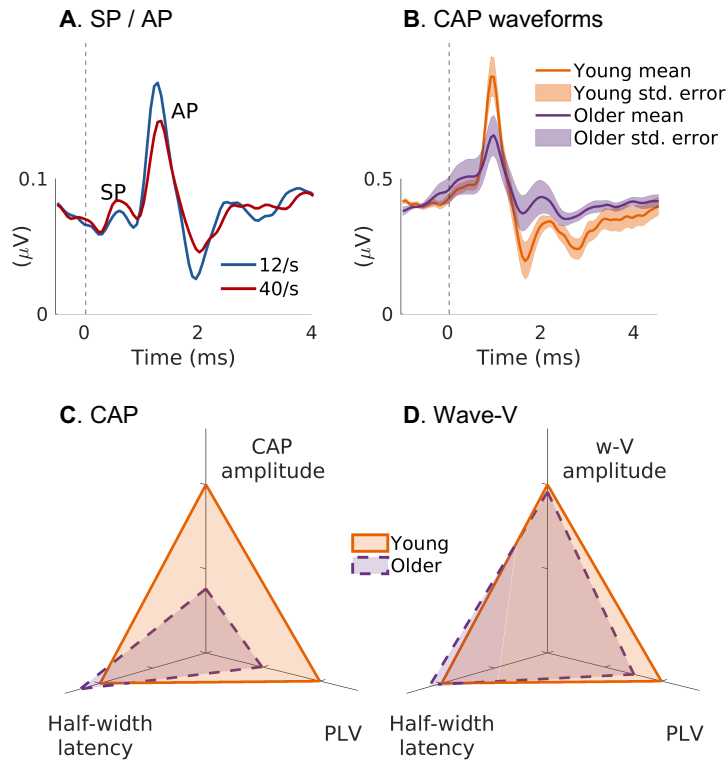 A. SP / AP
AP
SP
0.1
(µV)
12/s
40/s
0
0
2
4
Time (ms)
B. CAP waveforms
Young mean
Young std. error
Older mean
Older std. error
0.5
(µV)
0
0
2
4
Time (ms)
C. CAP
CAP
amplitude
Young
Older
Half-width
latency
PLV
D. Wave-V
w-V
amplitude
Half-width
latency
PLV